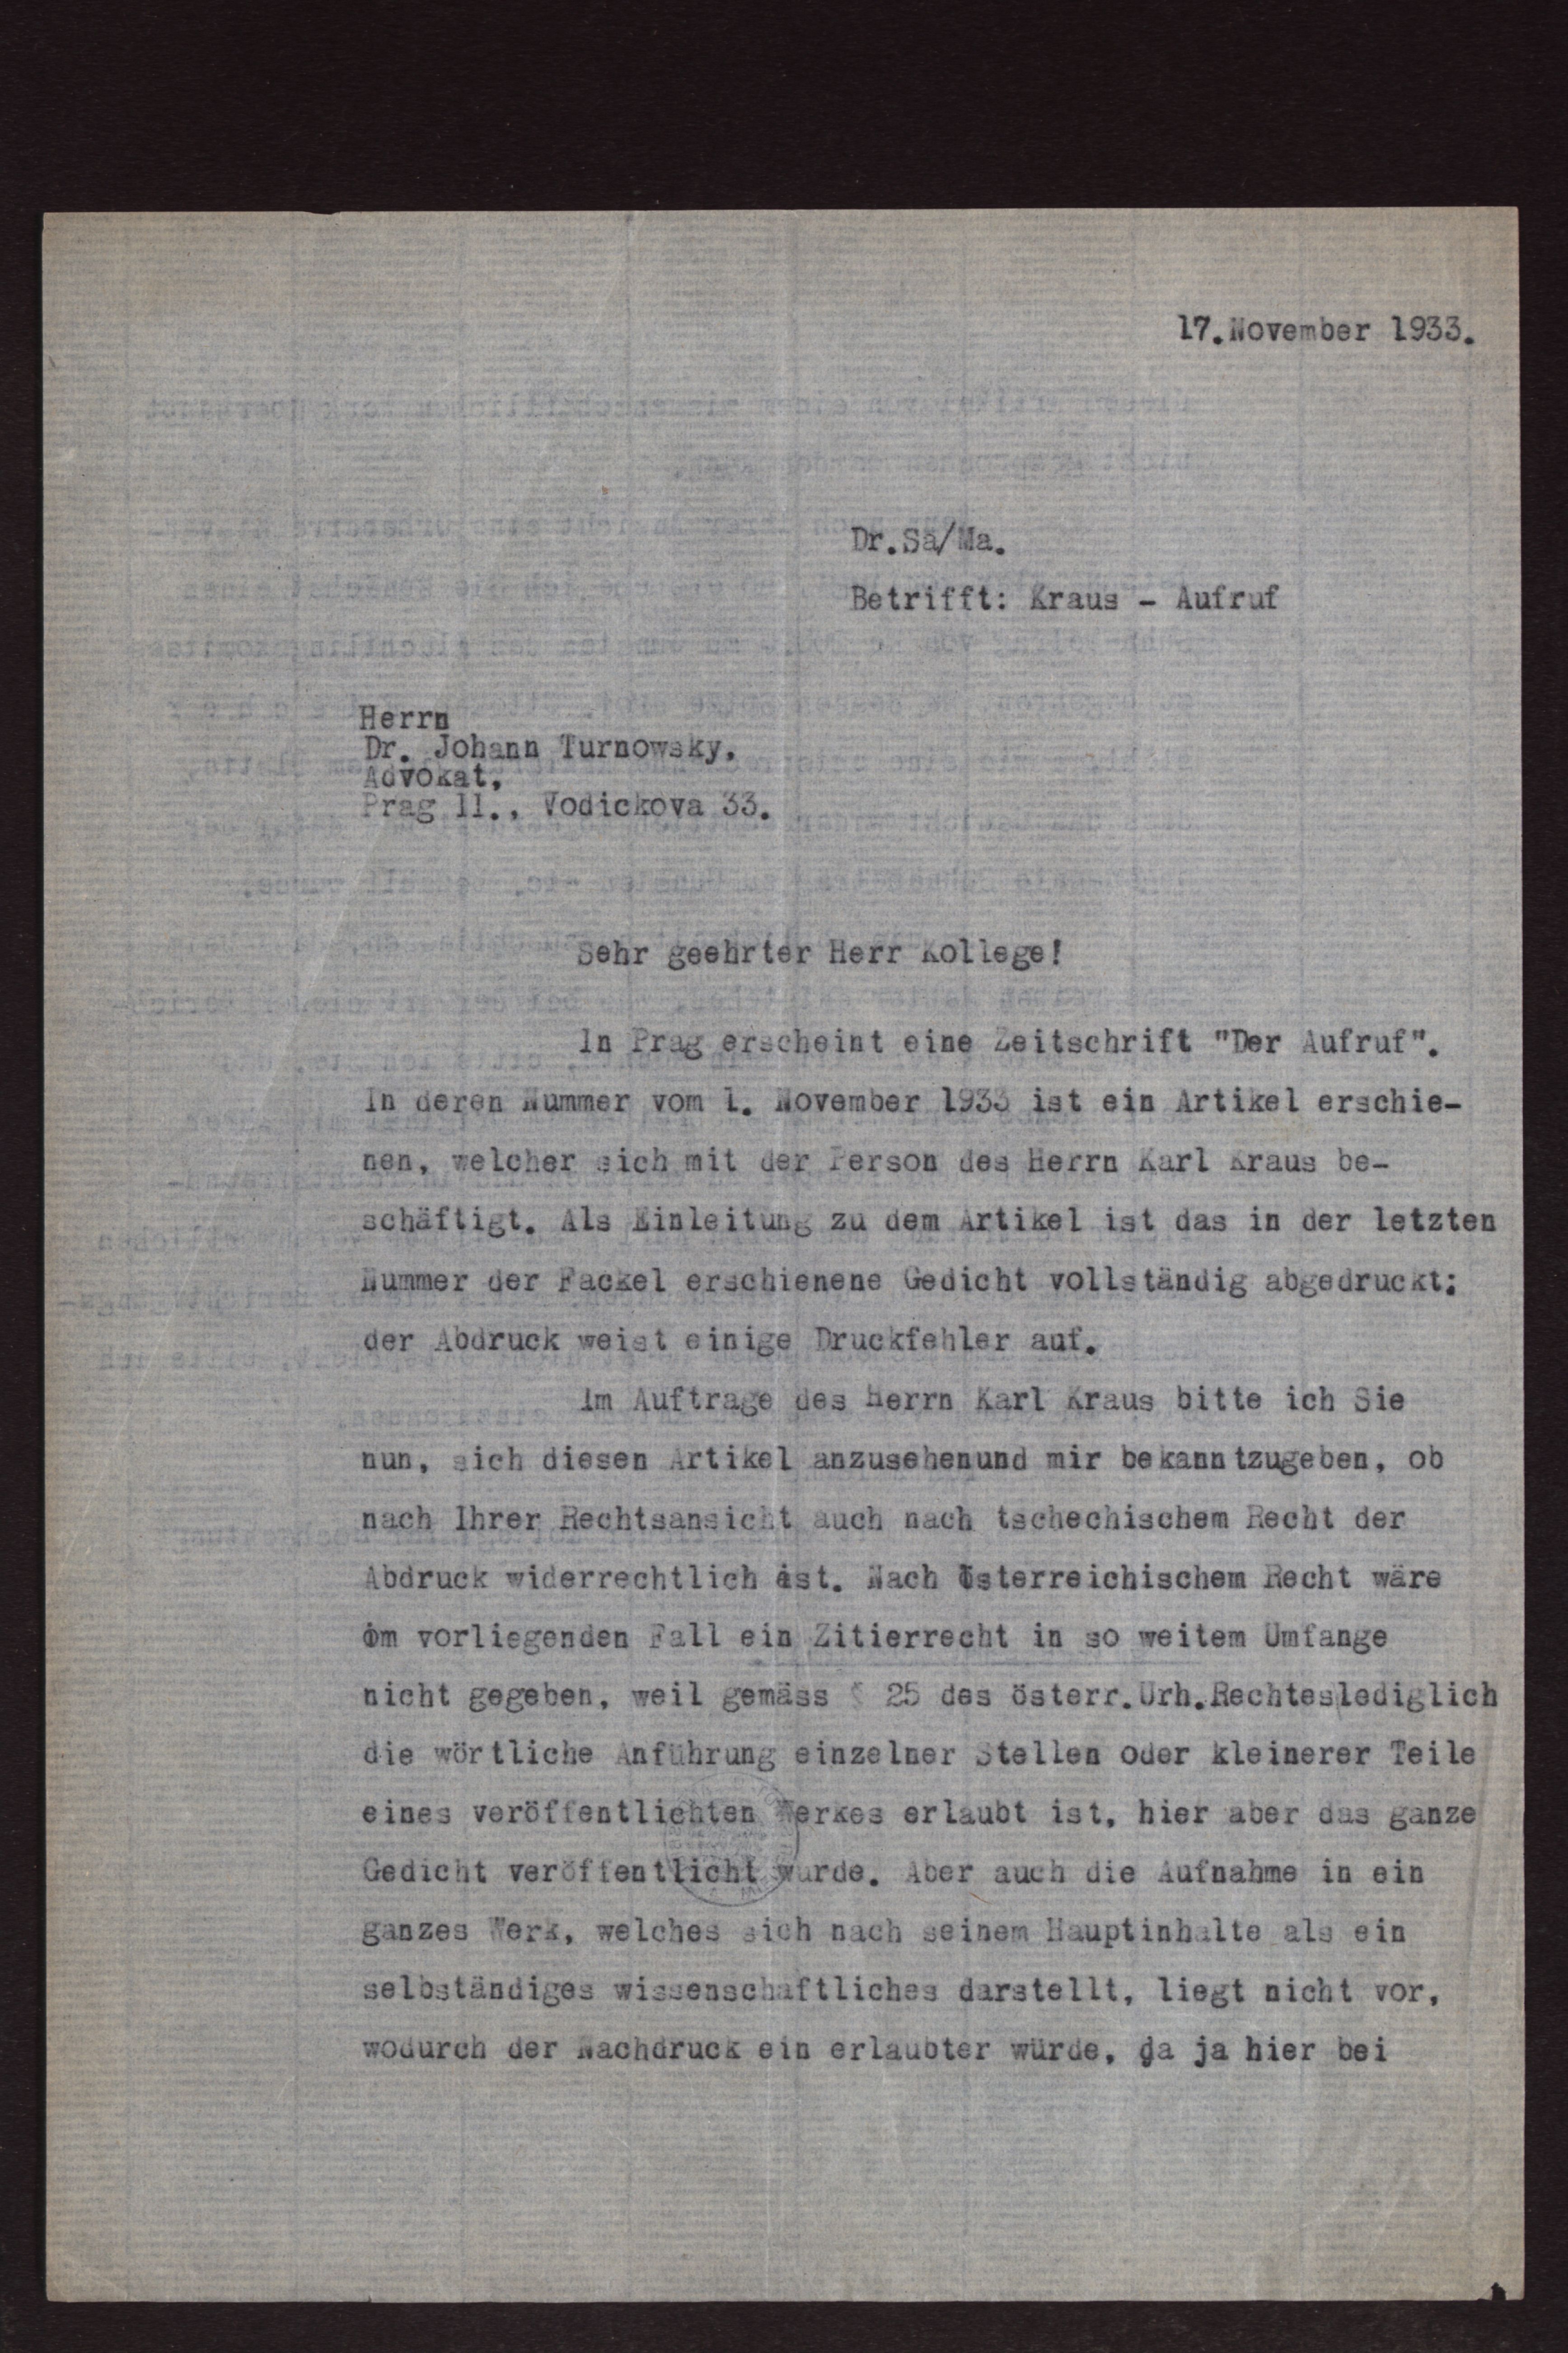 17.November 1933.
Dr.Sa/Ma.
Betrifft: Kraus - Aufruf
Herrn
Dr. Johann Turnowsky,
Advokat,
Prag II., Vodickova 33.
Sehr geehrter Herr Kollege!
In Prag erscheint eine Zeitschrift "Der Aufruf".
In deren Nummer vom 1. November 1933 ist ein Artikel erschie-
nen, welcher sich mit der Person des Herrn Karl Kraus be-
schäftigt. Als Einleitung zu dem Artikel ist das in der letzten
Nummer der Fackel erschienene Gedicht vollständig abgedruckt;
der Abdruck weist einige Druckfehler auf.
Im Auftrage des Herrn Karl Kraus bitte ich Sie
nun, sich diesen Artikel anzusehenund mir bekanntzugeben, ob
nach Ihrer Rechtsansicht auch nach tschechischem Recht der
Abdruck widerrechtlich ist. Nach österreichischem Recht wäre
im vorliegenden Fall ein Zitierrecht in so weitem Umfange
nicht gegeben, weil gemäss § 25 des österr.Urh.Rechteslediglich
die wörtliche Anführung einzelner Stellen oder kleinerer Teile
eines veröffentlichten Werkes erlaubt ist, hier aber das ganze
Gedicht veröffentlicht wurde. Aber auch die Aufnahme in ein
ganzes Werk, welches sich nach seinem Hauptinhalte als ein
selbständiges wissenschaftliches darstellt, liegt nicht vor,
wodurch der Nachdruck ein erlaubter würde, da ja hier bei